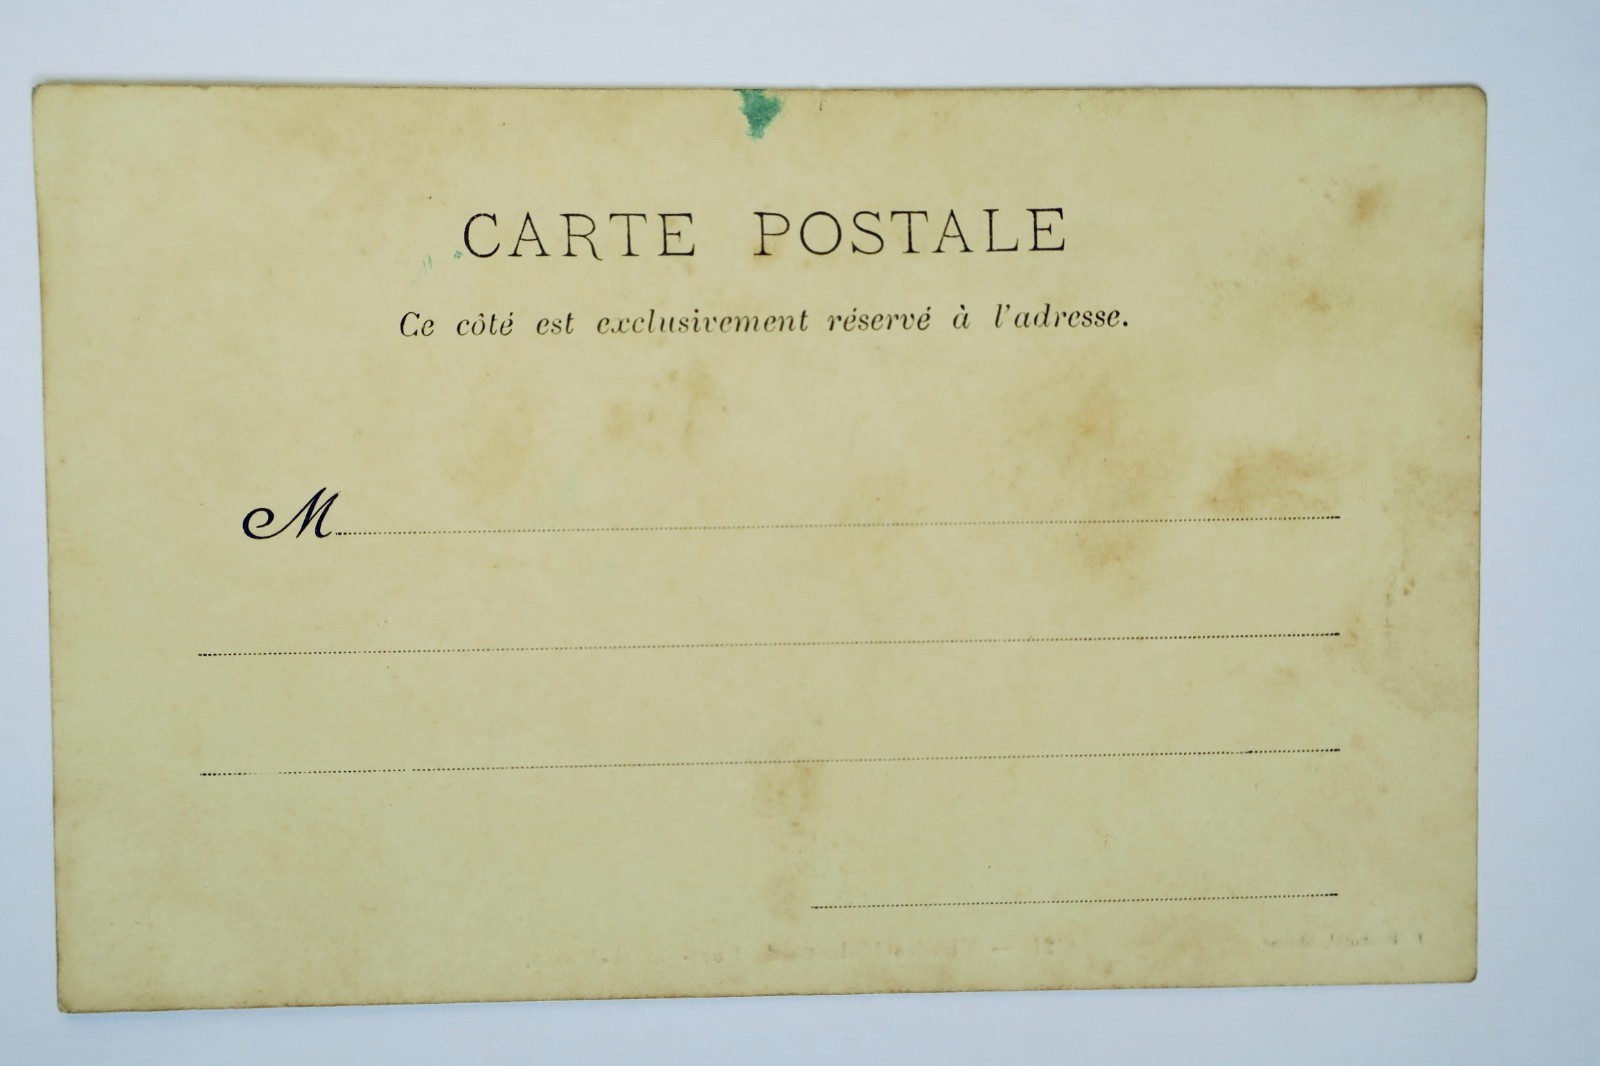 CARTE POSTALE
Ce côté est exclusivement réservé à l'adresse.
M